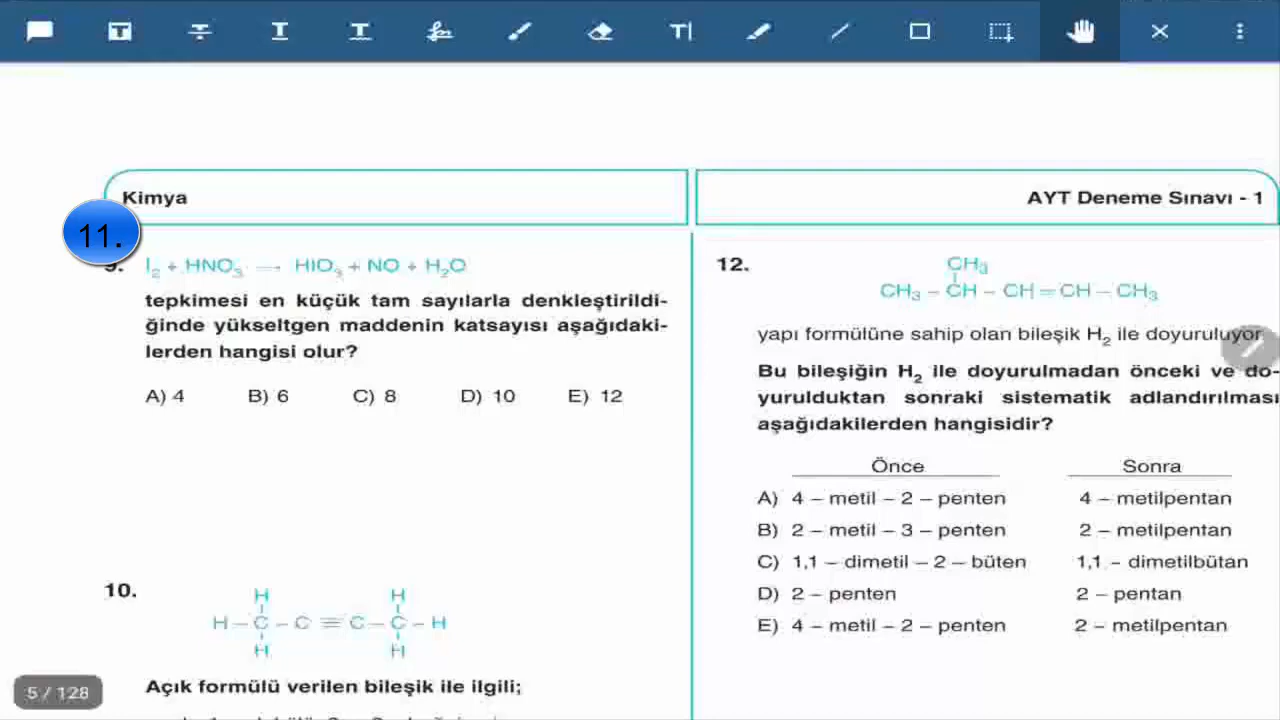 Kimya
AYT Deneme Sınavı - 1
11.
9. I2 + HNO3 → HIO3 + NO + H2O
tepkimesi en küçük tam sayılarla denkleştirildi-
ğinde yükseltgen maddenin katsayısı aşağıdaki-
lerden hangisi olur?
A) 4 B) 6 C) 8 D) 10 E) 12
10.
H H
H – C – C ≡ C – C – H
H H
Açık formülü verilen bileşik ile ilgili;
12.
CH3
CH3 – CH – CH = CH – CH3
yapı formülüne sahip olan bileşik H2 ile doyuruluyor
Bu bileşiğin H2 ile doyurulmadan önceki ve do-
yurulduktan sonraki sistematik adlandırılması
aşağıdakilerden hangisidir?
Önce Sonra
A) 4 – metil – 2 – penten 4 – metilpentan
B) 2 – metil – 3 – penten 2 – metilpentan
C) 1,1 – dimetil – 2 – büten 1,1 – dimetilbütan
D) 2 – penten 2 – pentan
E) 4 – metil – 2 – penten 2 – metilpentan
5 / 128